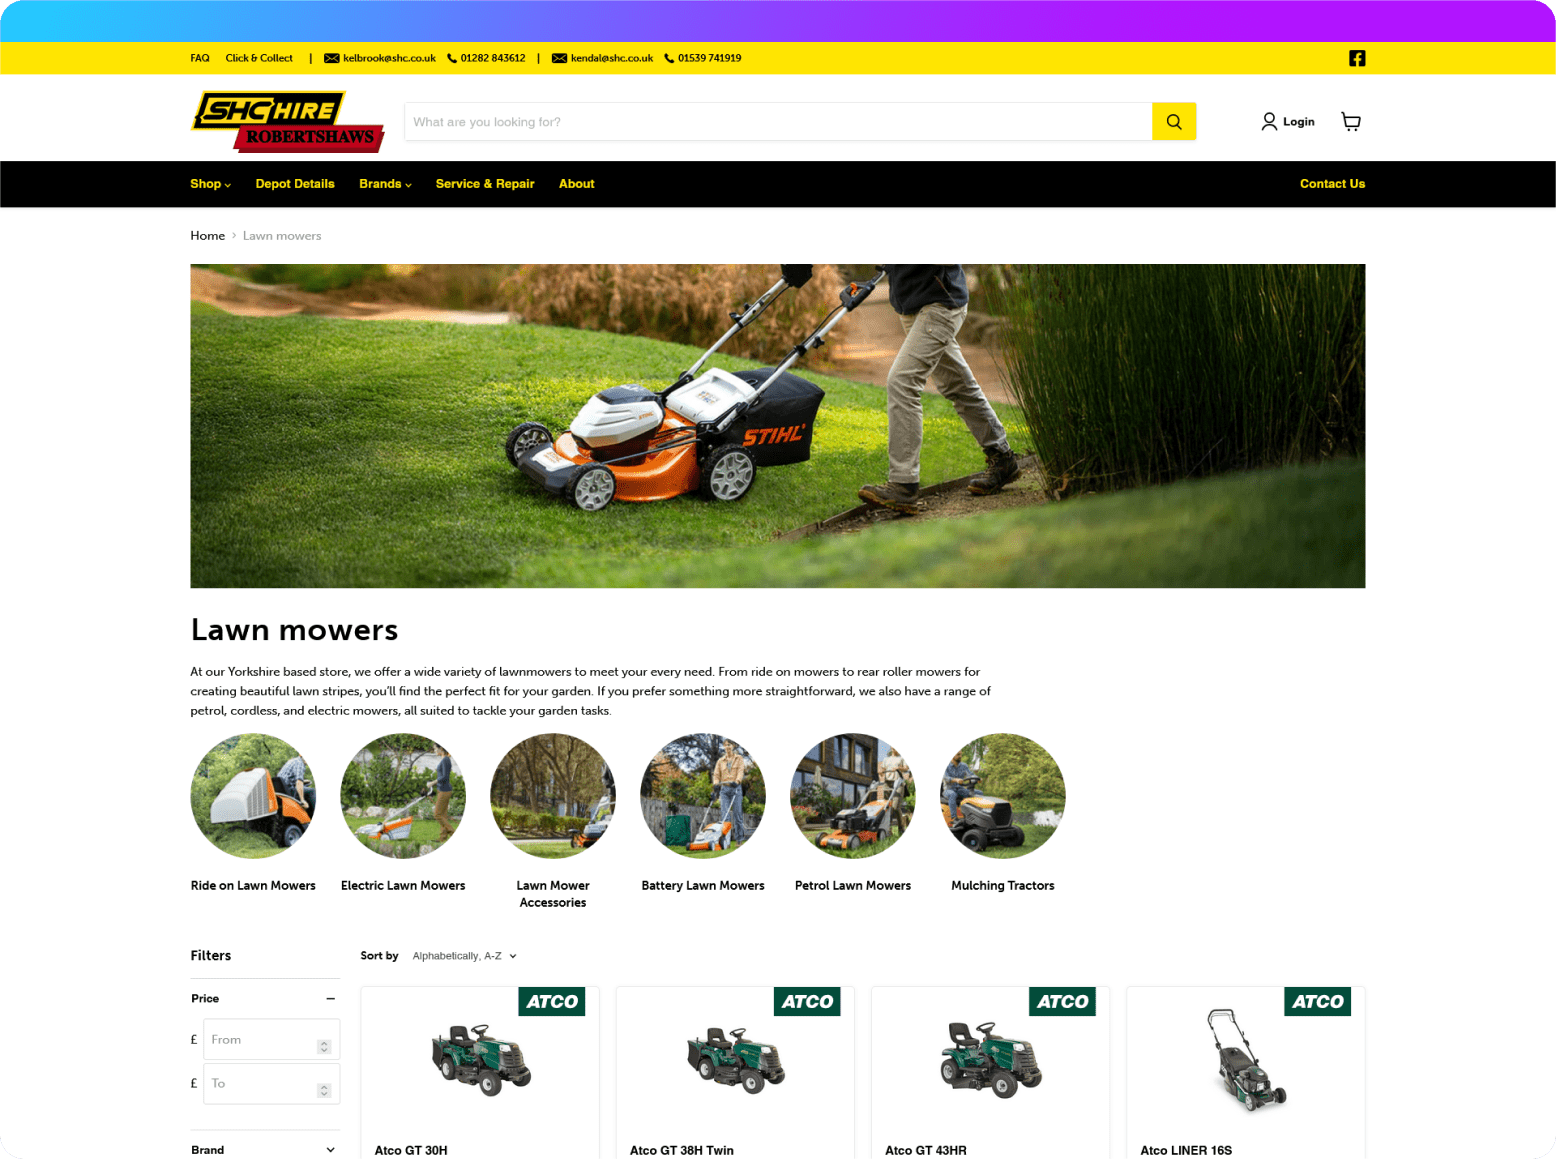 FAQ Click & Collect | kelbrook@shc.co.uk 01282 843612 | kendal@shc.co.uk 01539 741919
SHC HIRE
ROBERTSHAWS
What are you looking for?
Login
Shop Depot Details Brands Service & Repair About Contact Us
Home > Lawn mowers
STIHL
Lawn mowers
At our Yorkshire based store, we offer a wide variety of lawnmowers to meet your every need. From ride on mowers to rear roller mowers for
creating beautiful lawn stripes, you'll find the perfect fit for your garden. If you prefer something more straightforward, we also have a range of
petrol, cordless, and electric mowers, all suited to tackle your garden tasks.
Ride on Lawn Mowers
Electric Lawn Mowers
Lawn Mower
Accessories
Battery Lawn Mowers
Petrol Lawn Mowers
Mulching Tractors
Filters
Sort by Alphabetically, A-Z
Price
£ From
£ To
Brand
ATCO
Atco GT 30H
ATCO
Atco GT 38H Twin
ATCO
Atco GT 43HR
ATCO
Atco LINER 16S